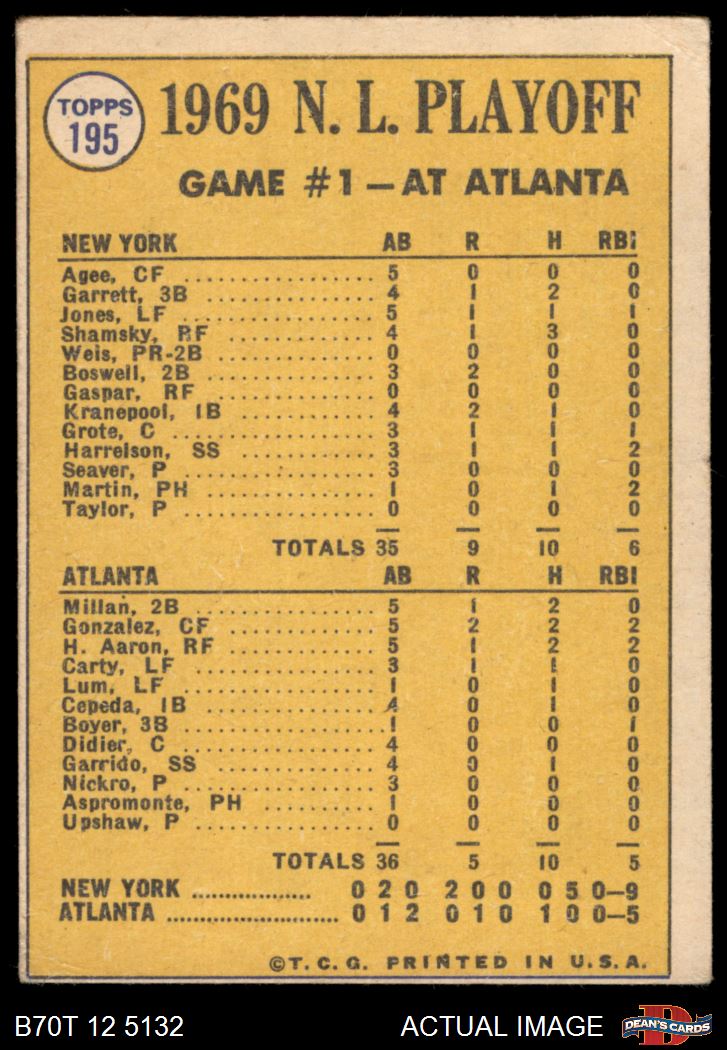 TOPPS
195
1969 N. L. PLAYOFF
GAME #1 — AT ATLANTA
NEW YORK AB R H RBI
Agee, CF .................. 5 0 0 0
Garrett, 3B ................ 4 1 2 0
Jones, LF .................. 5 1 1 1
Shamsky, RF .............. 4 1 3 0
Weis, PR-2B ............... 0 0 0 0
Boswell, 2B ................ 3 2 0 0
Gaspar, RF ................. 0 0 0 0
Kranepool, 1B ............. 4 2 1 0
Grote, C ................... 3 1 1 1
Harrelson, SS ............. 3 1 1 2
Seaver, P .................. 3 0 0 0
Martin, PH ................ 1 0 1 2
Taylor, P .................. 0 0 0 0
TOTALS 35 9 10 6
ATLANTA AB R H RBI
Millan, 2B ................. 5 1 2 0
Gonzalez, CF .............. 5 2 2 2
H. Aaron, RF .............. 5 1 2 2
Carty, LF .................. 3 1 1 0
Lum, LF ................... 1 0 1 0
Cepeda, 1B ................ 4 0 1 0
Boyer, 3B .................. 1 0 0 1
Didier, C .................. 4 0 0 0
Garrido, SS ............... 4 0 1 0
Nickro, P .................. 3 0 0 0
Aspromonte, PH .......... 1 0 0 0
Upshaw, P ................. 0 0 0 0
TOTALS 36 5 10 5
NEW YORK ................. 0 2 0 2 0 0 0 5 0—9
ATLANTA ........................ 0 1 2 0 1 0 1 0 0—5
©T. C. G. PRINTED IN U. S. A.
B70T 12 5132 ACTUAL IMAGE
D
DEAN'S CARDS